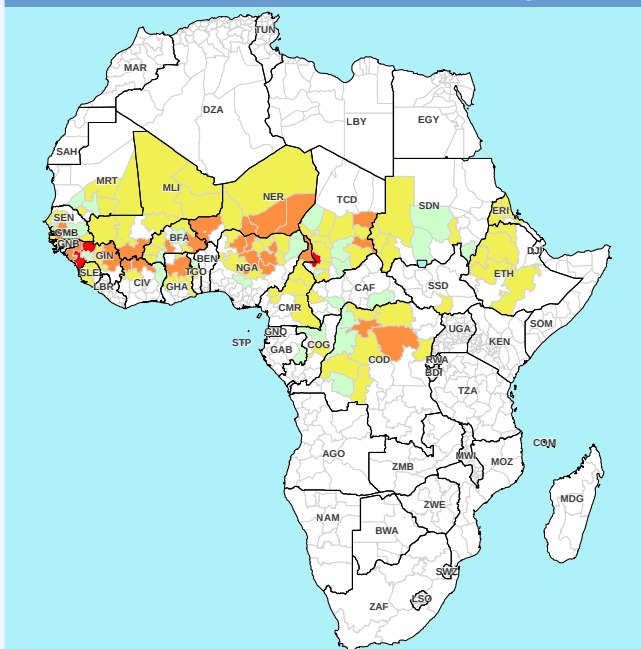 TUN
MAR
DZA
LBY
EGY
SAH
MRT
MLI
NER
TCD
SDN
ERI
SEN
GMB
GNB
GIN
BFA
BEN
NGA
DJI
ETH
SLE
LBR
CIV
GHA
TGO
CMR
CAF
SSD
SOM
GNQ
STP
GAB
COG
COD
UGA
KEN
RWA
BDI
TZA
AGO
ZMB
MWI
MOZ
COM
MDG
NAM
ZWE
BWA
SWZ
LSO
ZAF